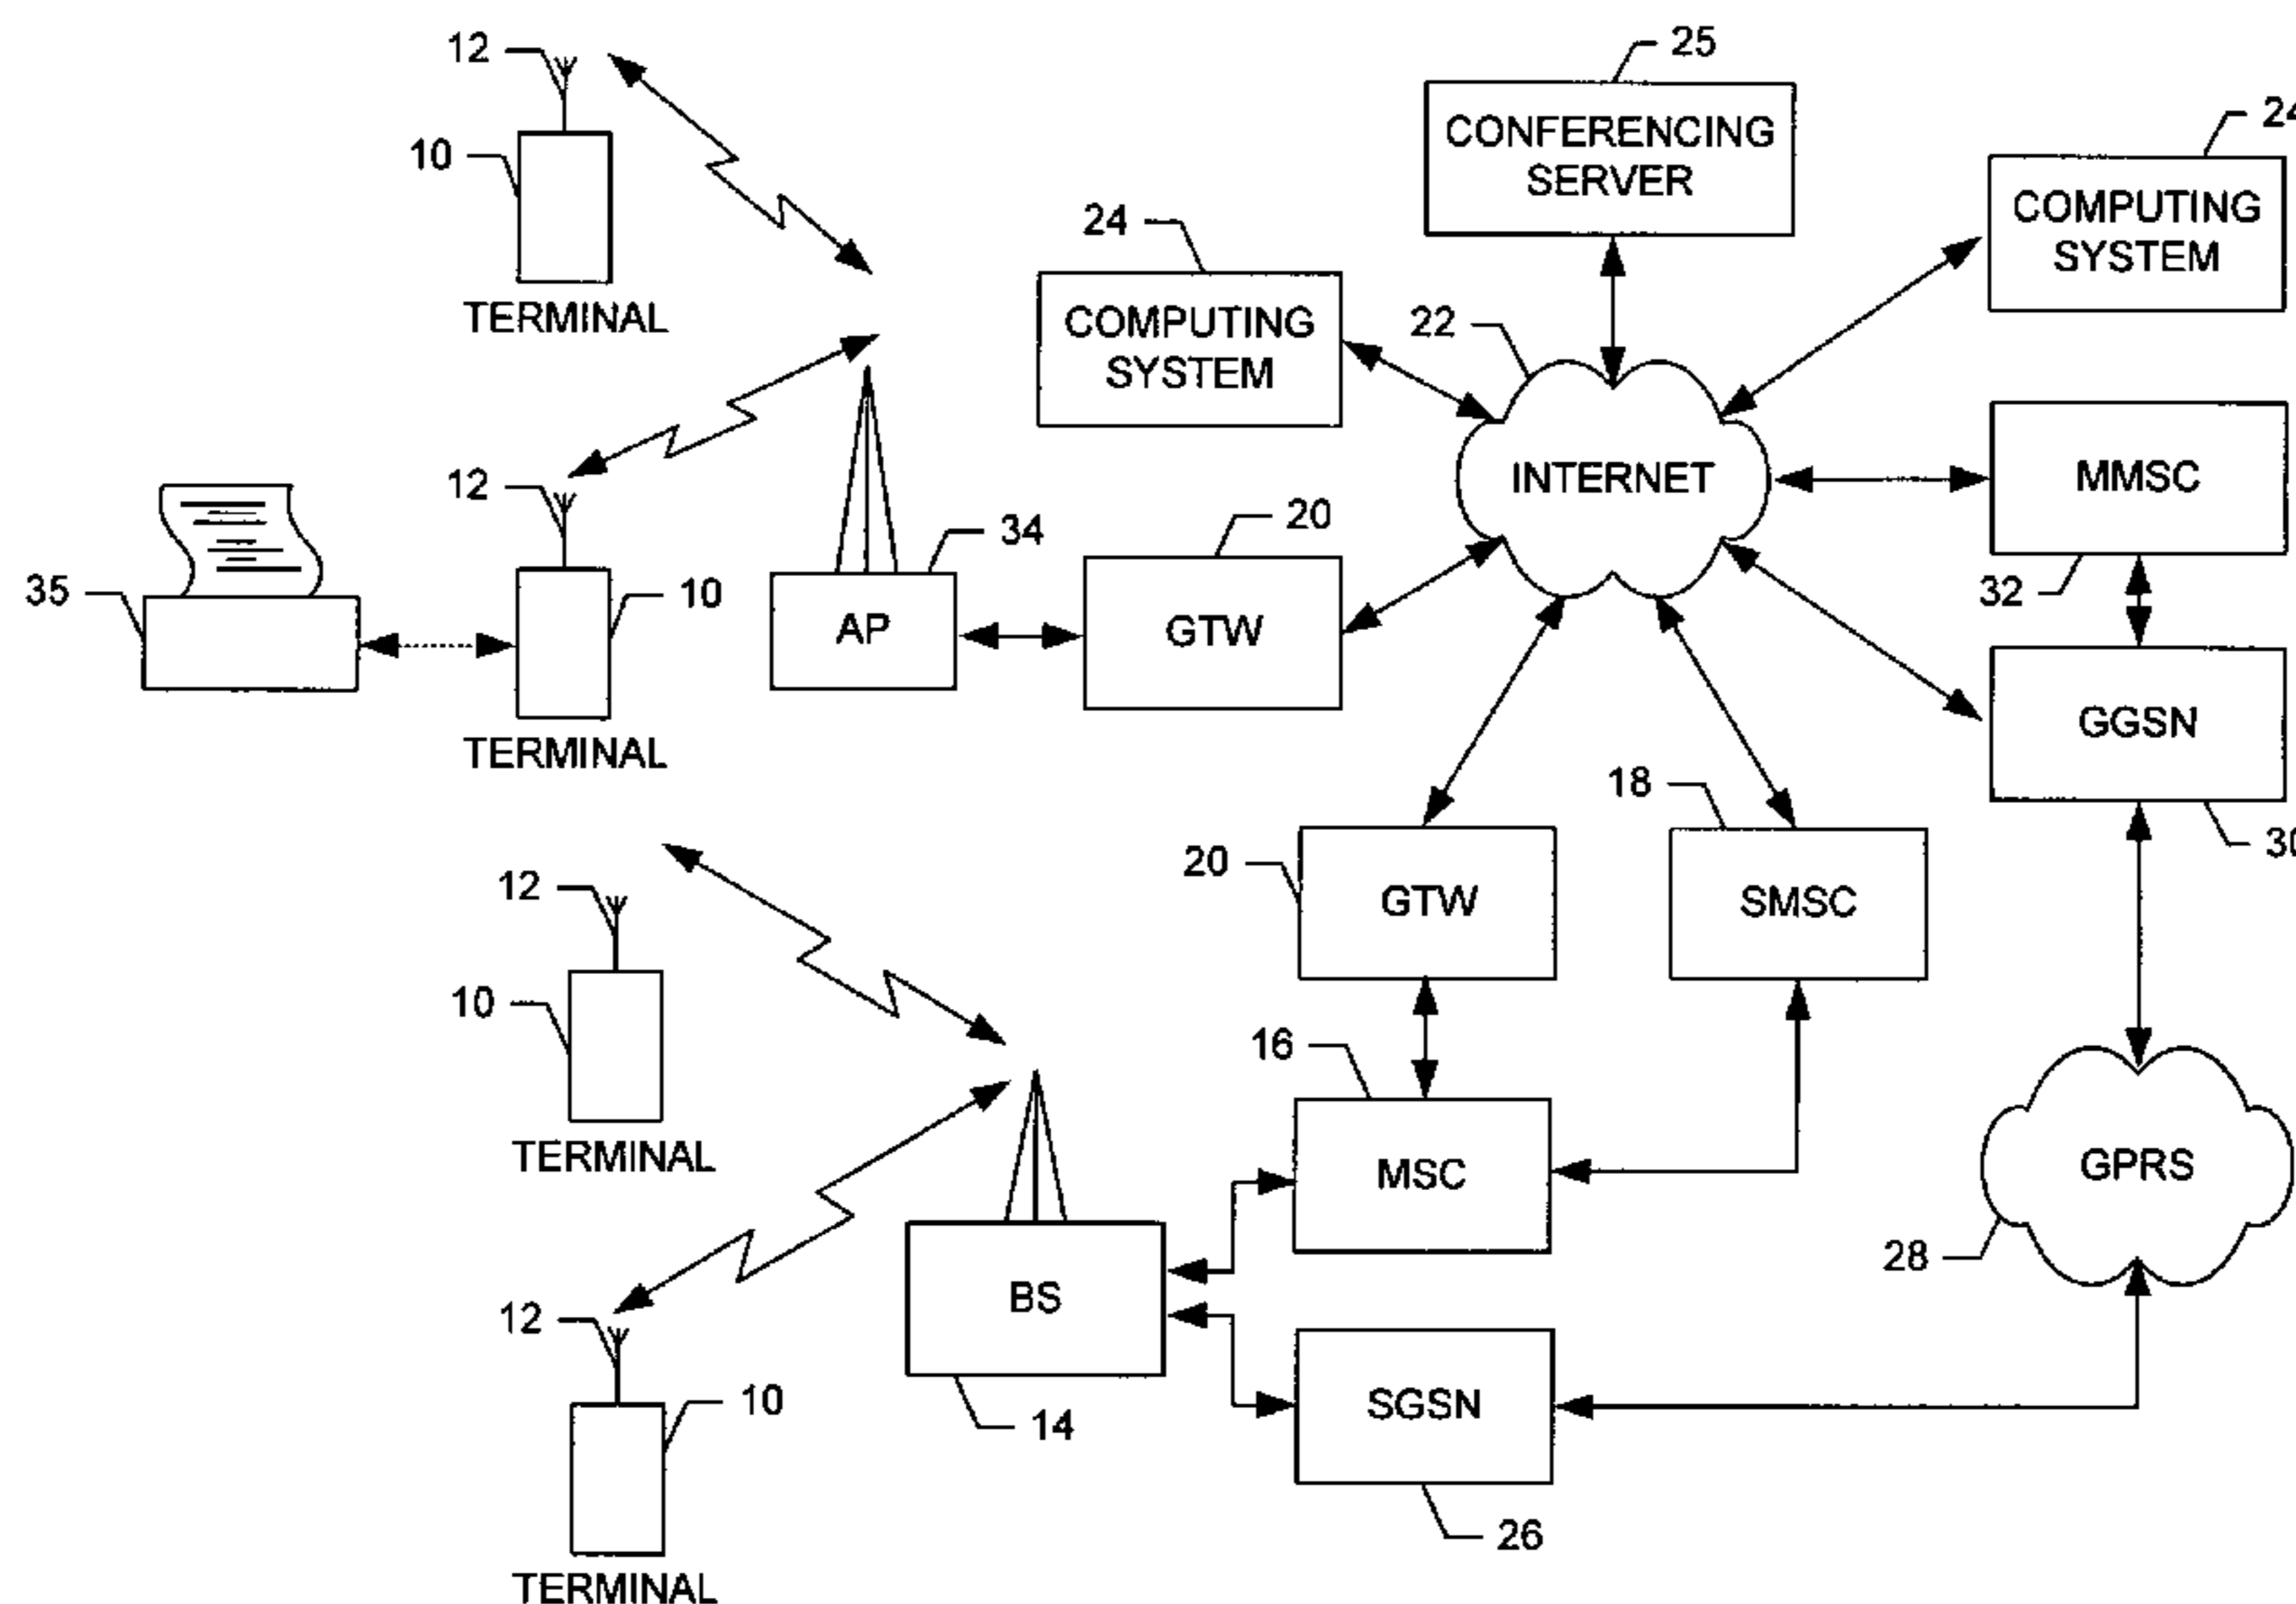 12
25
24
10
CONFERENCING
SERVER
COMPUTING
SYSTEM
24
TERMINAL
COMPUTING
SYSTEM
22
12
INTERNET
MMSC
20
34
35
10
AP
GTW
32
TERMINAL
GGSN
18
30
12
20
GTW
SMSC
10
16
TERMINAL
MSC
GPRS
28
BS
12
10
SGSN
14
26
TERMINAL